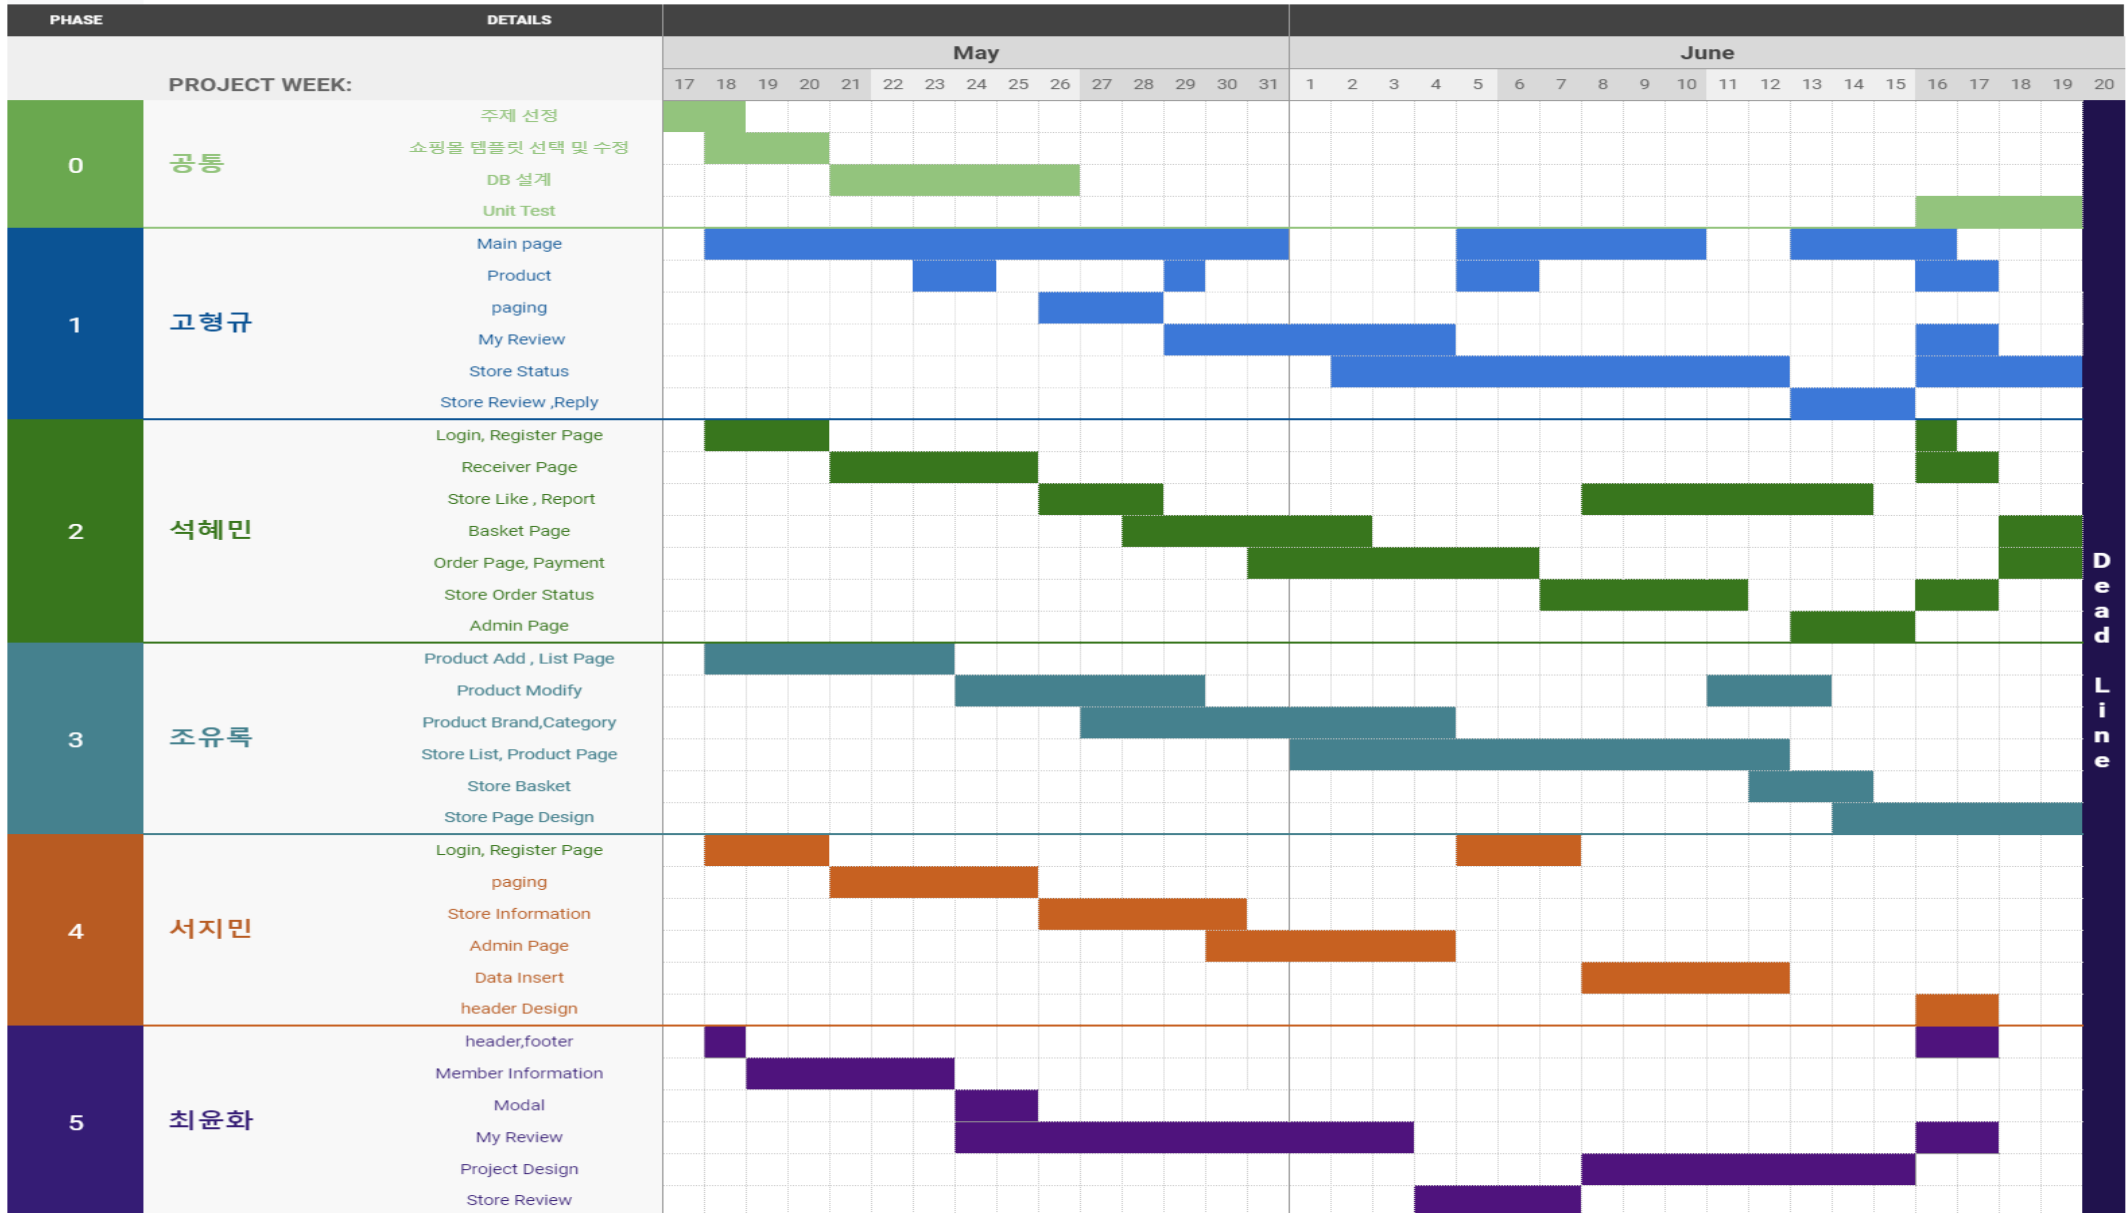 PHASE DETAILS
May June
PROJECT WEEK: 17 18 19 20 21 22 23 24 25 26 27 28 29 30 31 1 2 3 4 5 6 7 8 9 10 11 12 13 14 15 16 17 18 19 20
0 공통
주제 선정
쇼핑몰 템플릿 선택 및 수정
DB 설계
Unit Test
1 고형규
Main page
Product
paging
My Review
Store Status
Store Review ,Reply
2 석혜민
Login, Register Page
Receiver Page
Store Like , Report
Basket Page
Order Page, Payment
Store Order Status
Admin Page
3 조유록
Product Add , List Page
Product Modify
Product Brand,Category
Store List, Product Page
Store Basket
Store Page Design
4 서지민
Login, Register Page
paging
Store Information
Admin Page
Data Insert
header Design
5 최윤화
header,footer
Member Information
Modal
My Review
Project Design
Store Review
Dead Line